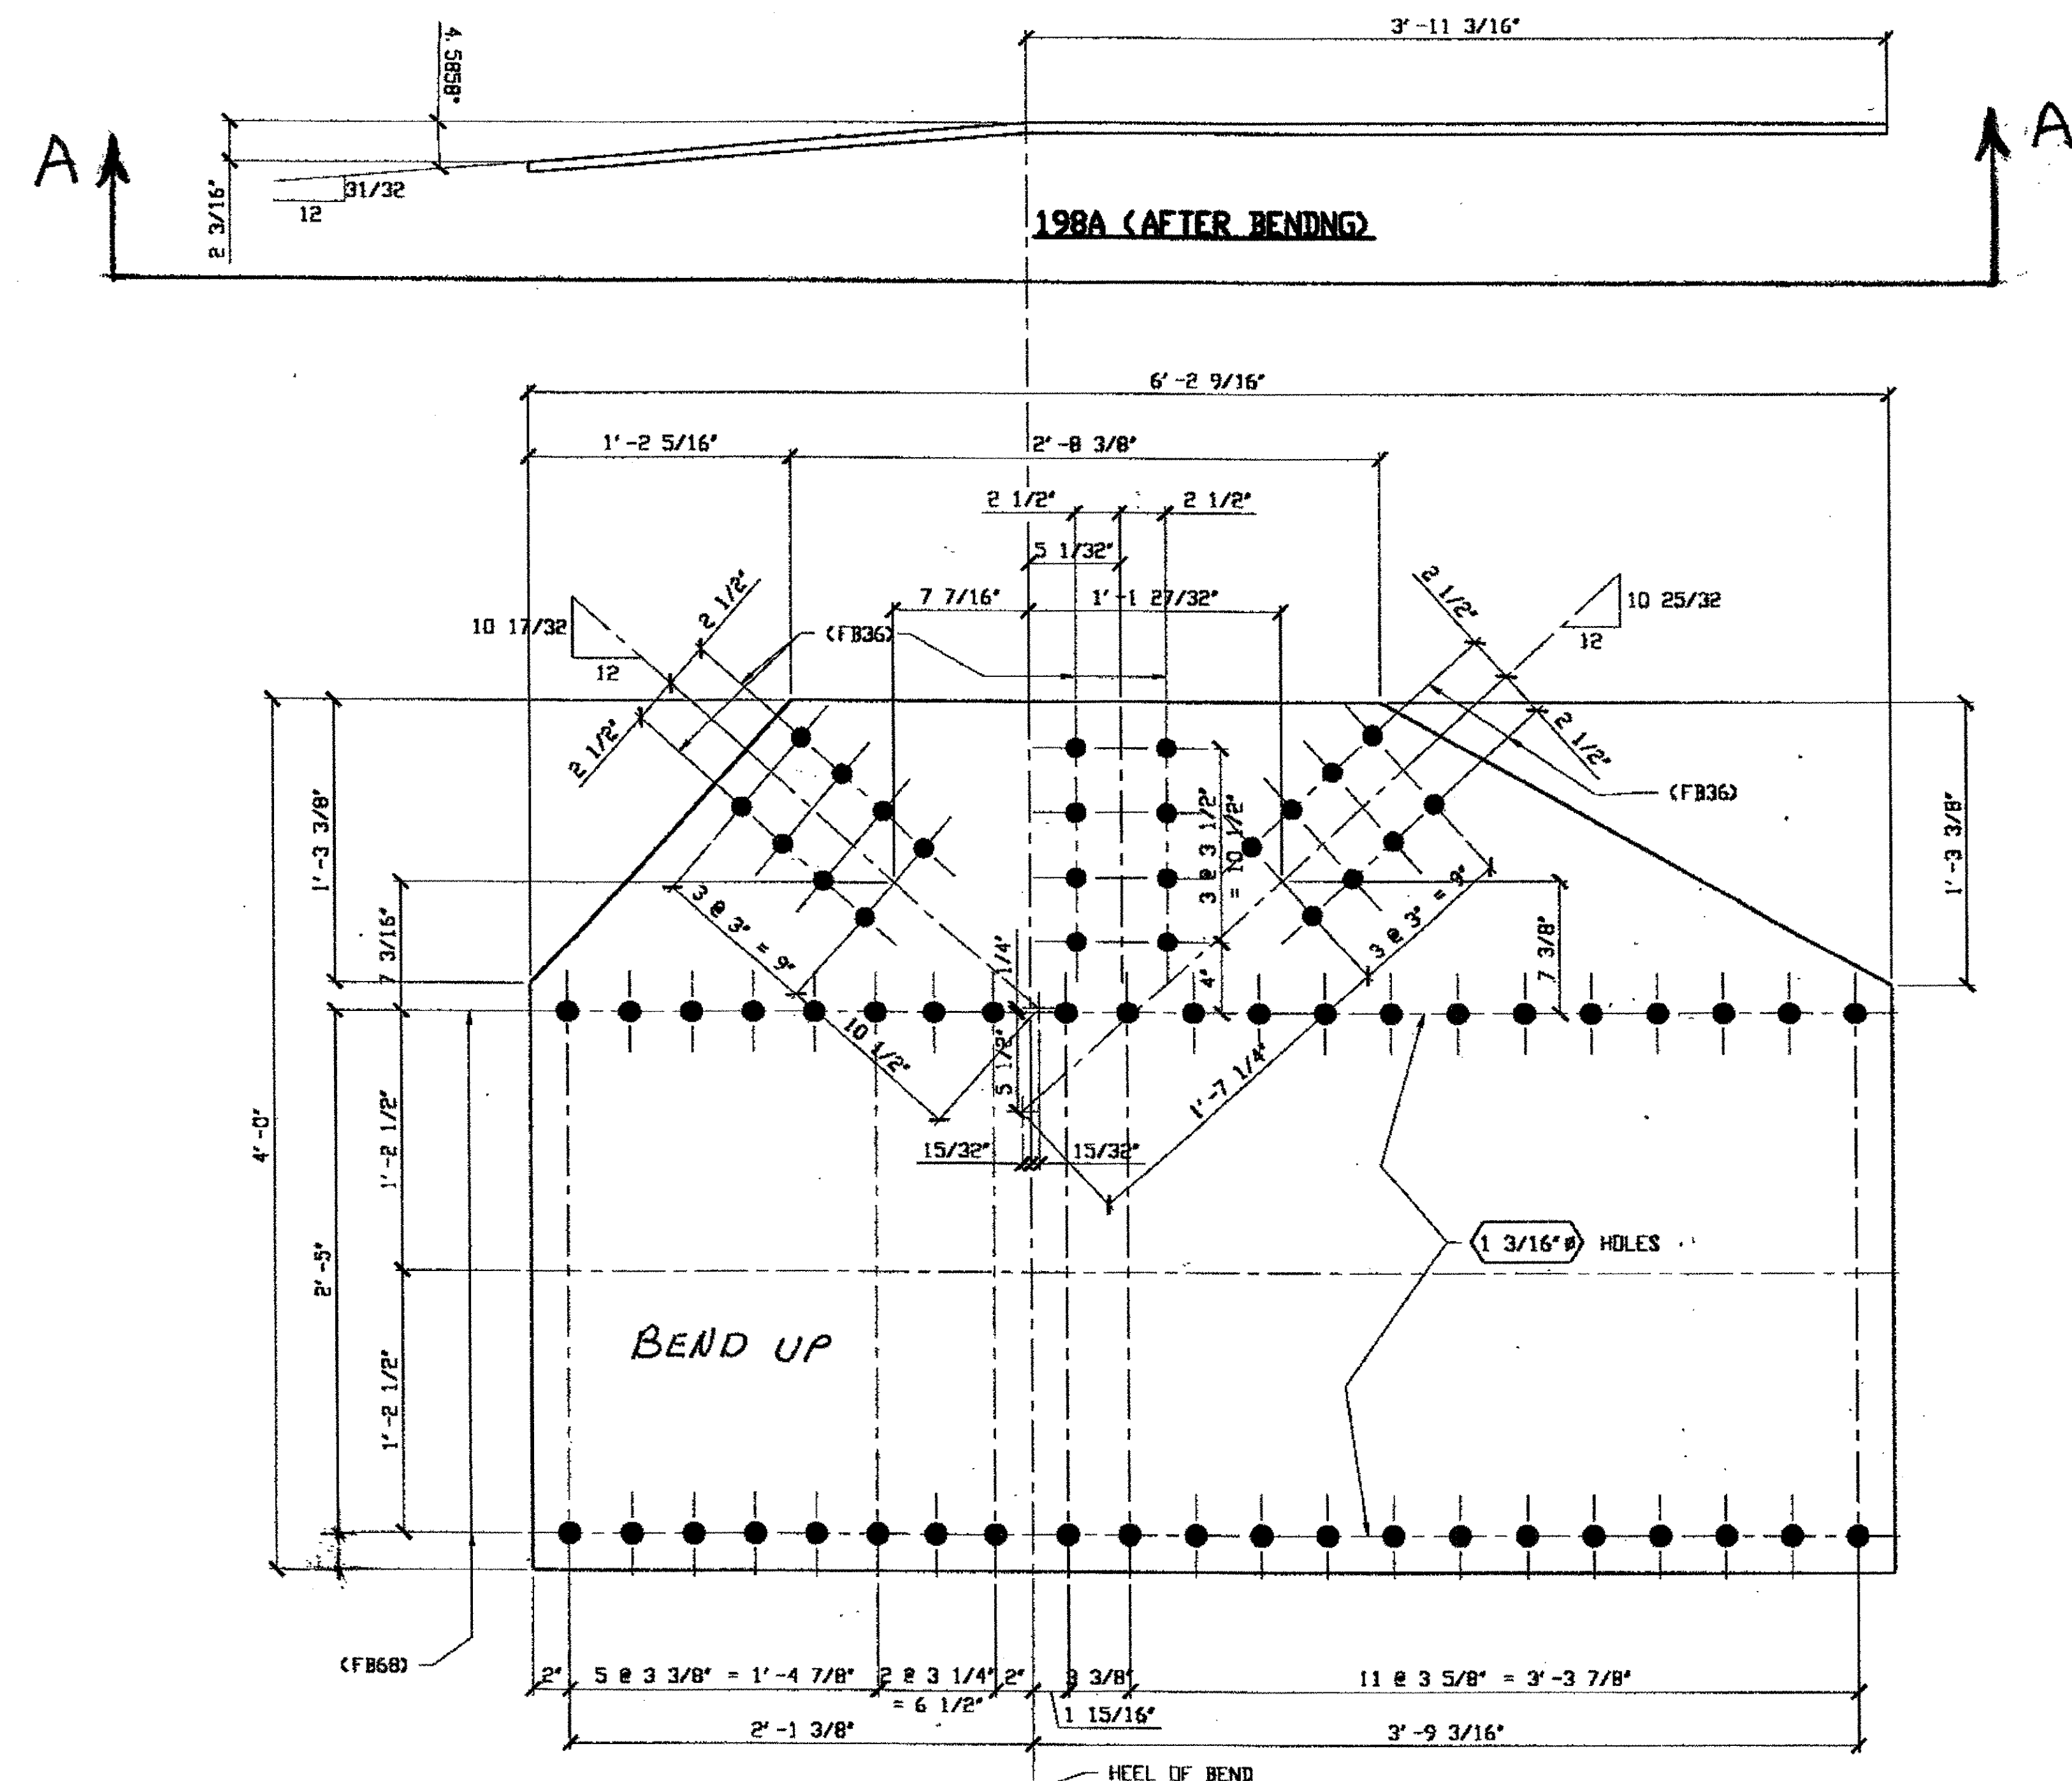 3'-11 3/16"
4.5858°
A
A
31/32
12
2 3/16"
198A (AFTER BENDNG)
6'-2 9/16"
1'-2 5/16"
2'-8 3/8"
2 1/2"
2 1/2"
5 1/32"
7 7/16"
1'-1 27/32"
10 17/32
12
2 1/2"
2 1/2"
(FB36)
2 1/2"
2 1/2"
10 25/32
12
(FB36)
1'-3 3/8"
1'-3 3/8"
3 @ 3 1/2"
= 10 1/2"
3 @ 3" = 9"
3 @ 3" = 9"
7 3/16"
7 3/8"
1/4"
4"
10 1/2"
5 1/2"
1'-7 1/4"
15/32"
15/32"
4'-0"
1'-2 1/2"
2'-5"
1 3/16"ø HOLES
BEND UP
1'-2 1/2"
(FB68)
2"
5 @ 3 3/8" = 1'-4 7/8"
2 @ 3 1/4"
= 6 1/2"
2"
3 3/8"
11 @ 3 5/8" = 3'-3 7/8"
1 15/16"
2'-1 3/8"
3'-9 3/16"
HEEL OF BEND